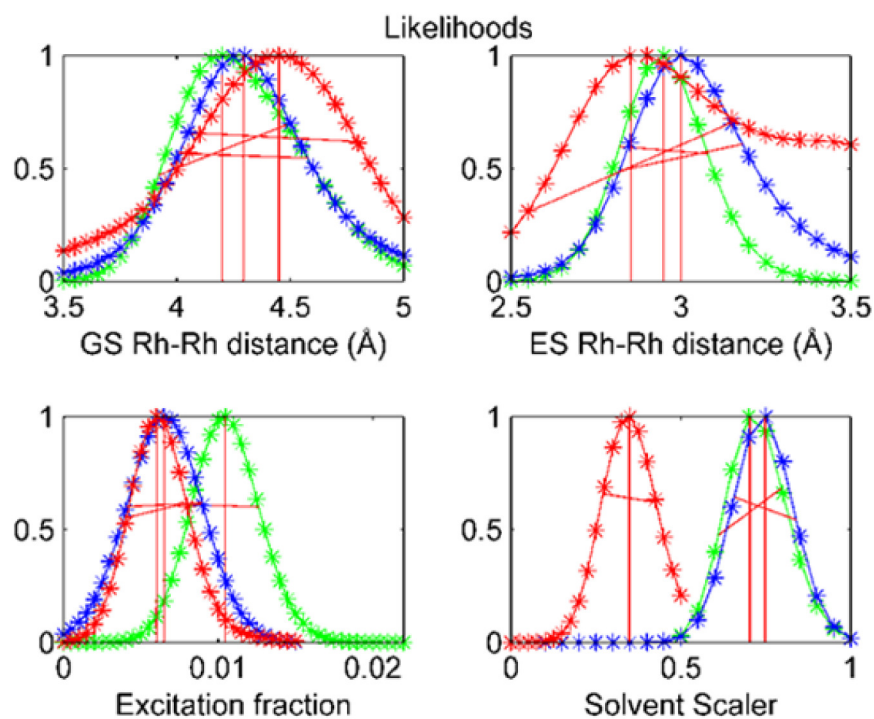 Likelihoods
1
0.5
0
3.5 4 4.5 5
GS Rh-Rh distance (Å)
1
0.5
0
2.5 3 3.5
ES Rh-Rh distance (Å)
1
0.5
0
0 0.01 0.02
Excitation fraction
1
0.5
0
0 0.5 1
Solvent Scaler